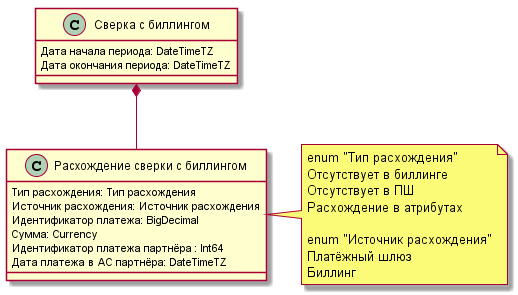 C Сверка с биллингом
Дата начала периода: DateTimeTZ
Дата окончания периода: DateTimeTZ
C Расхождение сверки с биллингом
Тип расхождения: Тип расхождения
Источник расхождения: Источник расхождения
Идентификатор платежа: BigDecimal
Сумма: Currency
Идентификатор платежа партнёра : Int64
Дата платежа в АС партнёра: DateTimeTZ
enum "Тип расхождения"
Отсутствует в биллинге
Отсутствует в ПШ
Расхождение в атрибутах
enum "Источник расхождения"
Платёжный шлюз
Биллинг